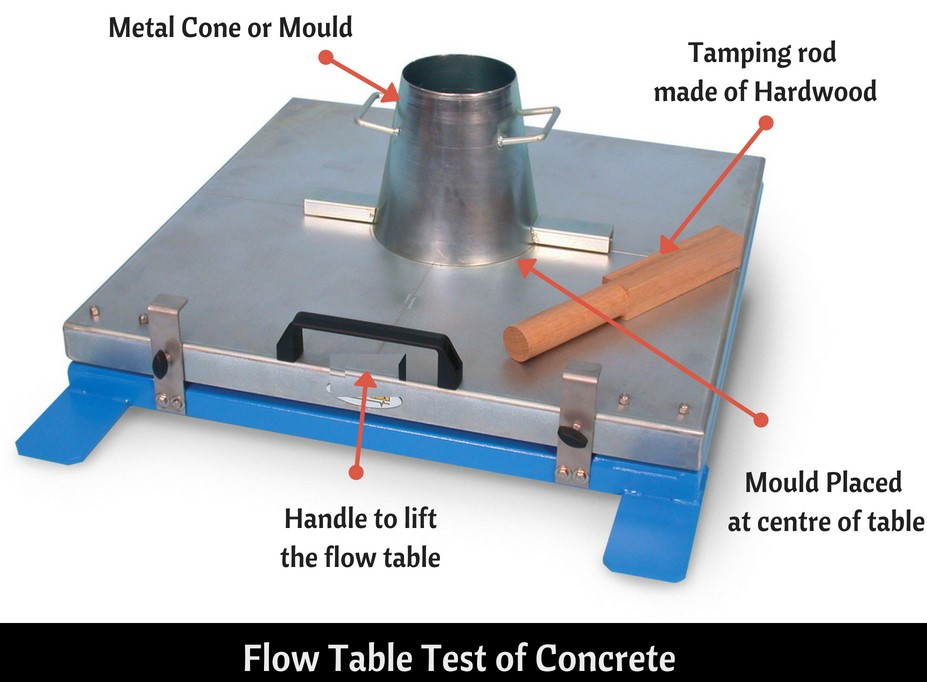 Metal Cone or Mould
Tamping rod
made of Hardwood
Handle to lift
the flow table
Mould Placed
at centre of table
Flow Table Test of Concrete